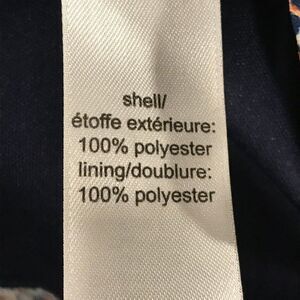 shell/
étoffe extérieure:
100% polyester
lining/doublure:
100% polyester